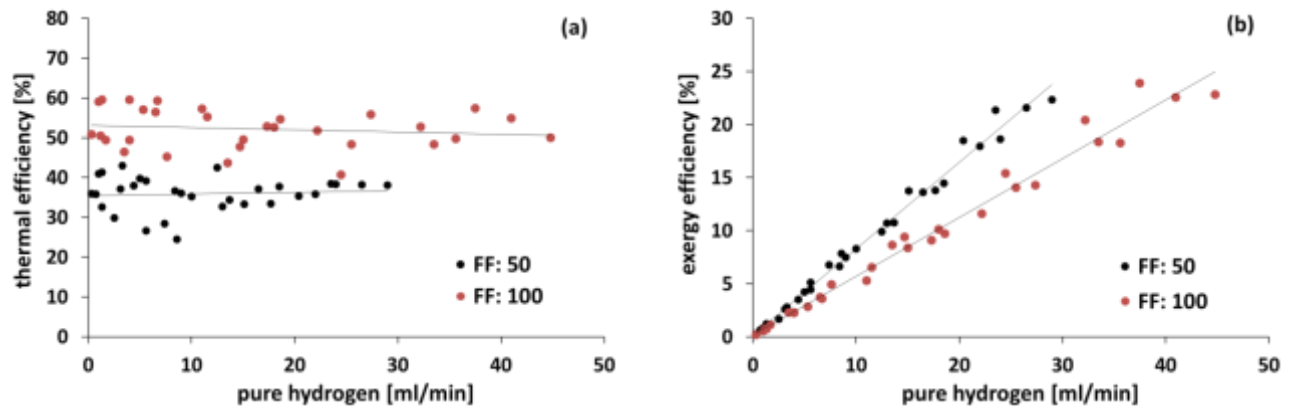 (a)
thermal efficiency [%]
80
70
60
50
40
30
20
10
0
FF: 50
FF: 100
0 10 20 30 40 50
pure hydrogen [ml/min]
(b)
exergy efficiency [%]
30
25
20
15
10
5
0
FF: 50
FF: 100
0 10 20 30 40 50
pure hydrogen [ml/min]